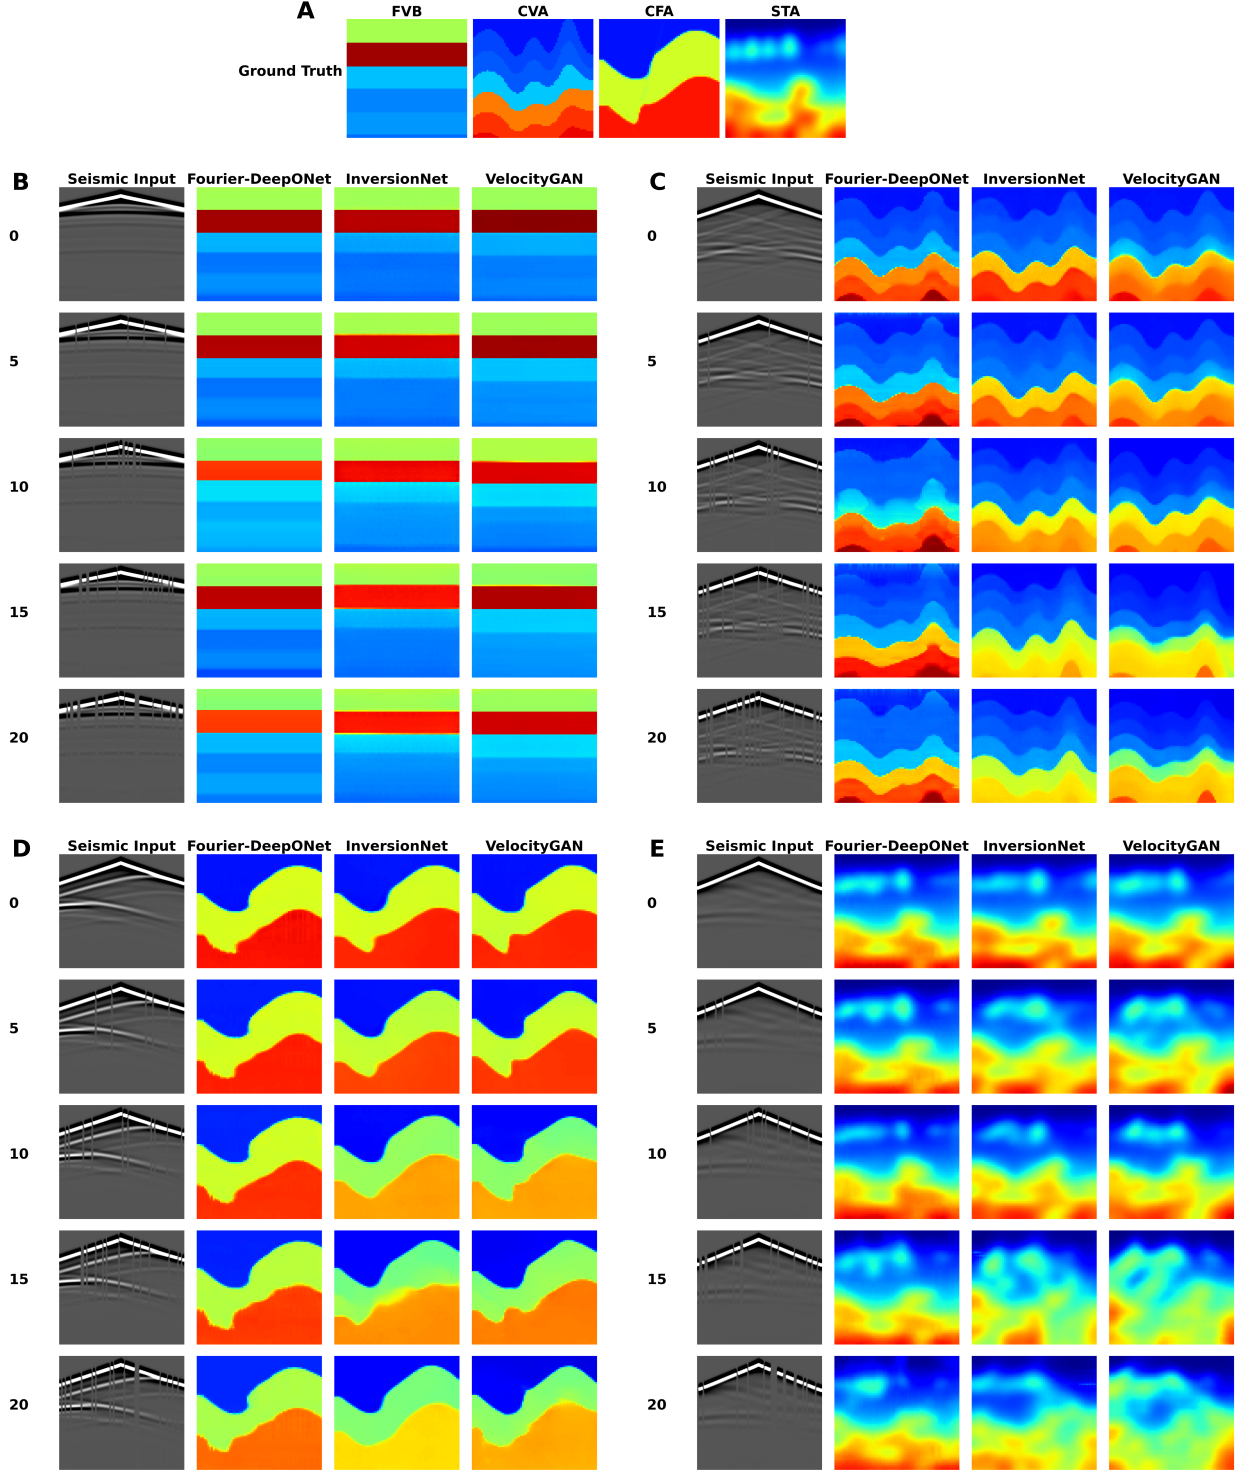 A
FVB CVA CFA STA
Ground Truth
B
Seismic Input Fourier-DeepONet InversionNet VelocityGAN
0
5
10
15
20
C
Seismic Input Fourier-DeepONet InversionNet VelocityGAN
0
5
10
15
20
D
Seismic Input Fourier-DeepONet InversionNet VelocityGAN
0
5
10
15
20
E
Seismic Input Fourier-DeepONet InversionNet VelocityGAN
0
5
10
15
20